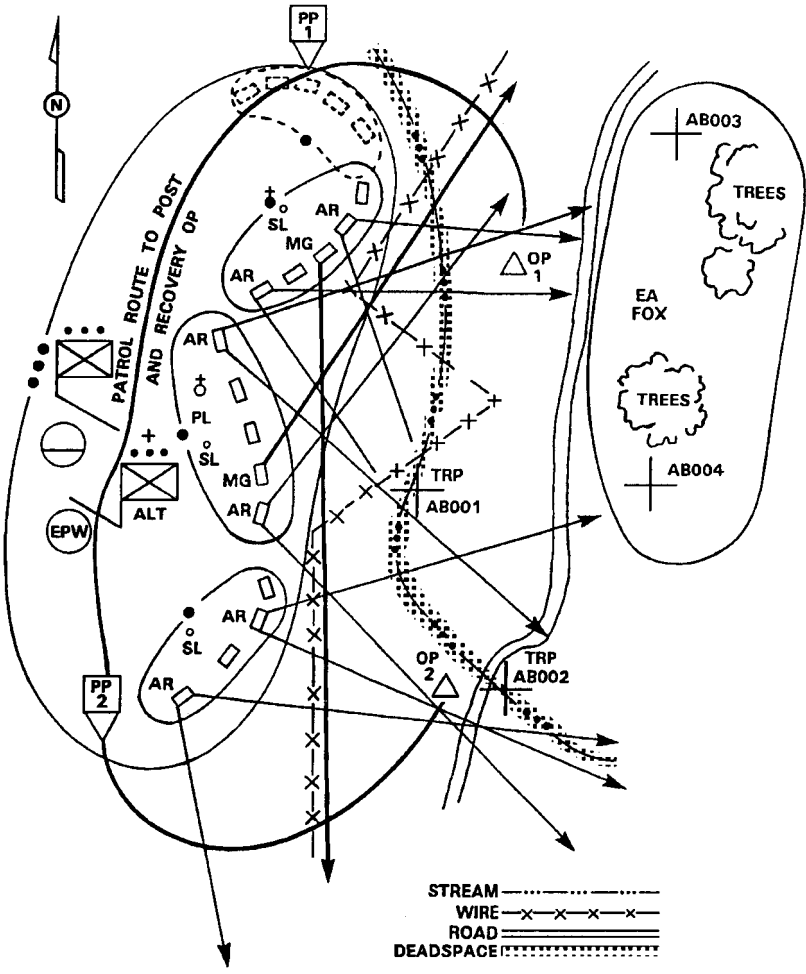 PP
1
N
AB003
TREES
PATROL ROUTE TO POST
AND RECOVERY OP
SL
AR
MG
OP
1
AR
EA
FOX
AR
PL
TREES
SL
MG
TRP
AB001
AB004
AR
ALT
EPW
AR
SL
OP
2
TRP
AB002
AR
PP
2
STREAM
WIRE
ROAD
DEADSPACE